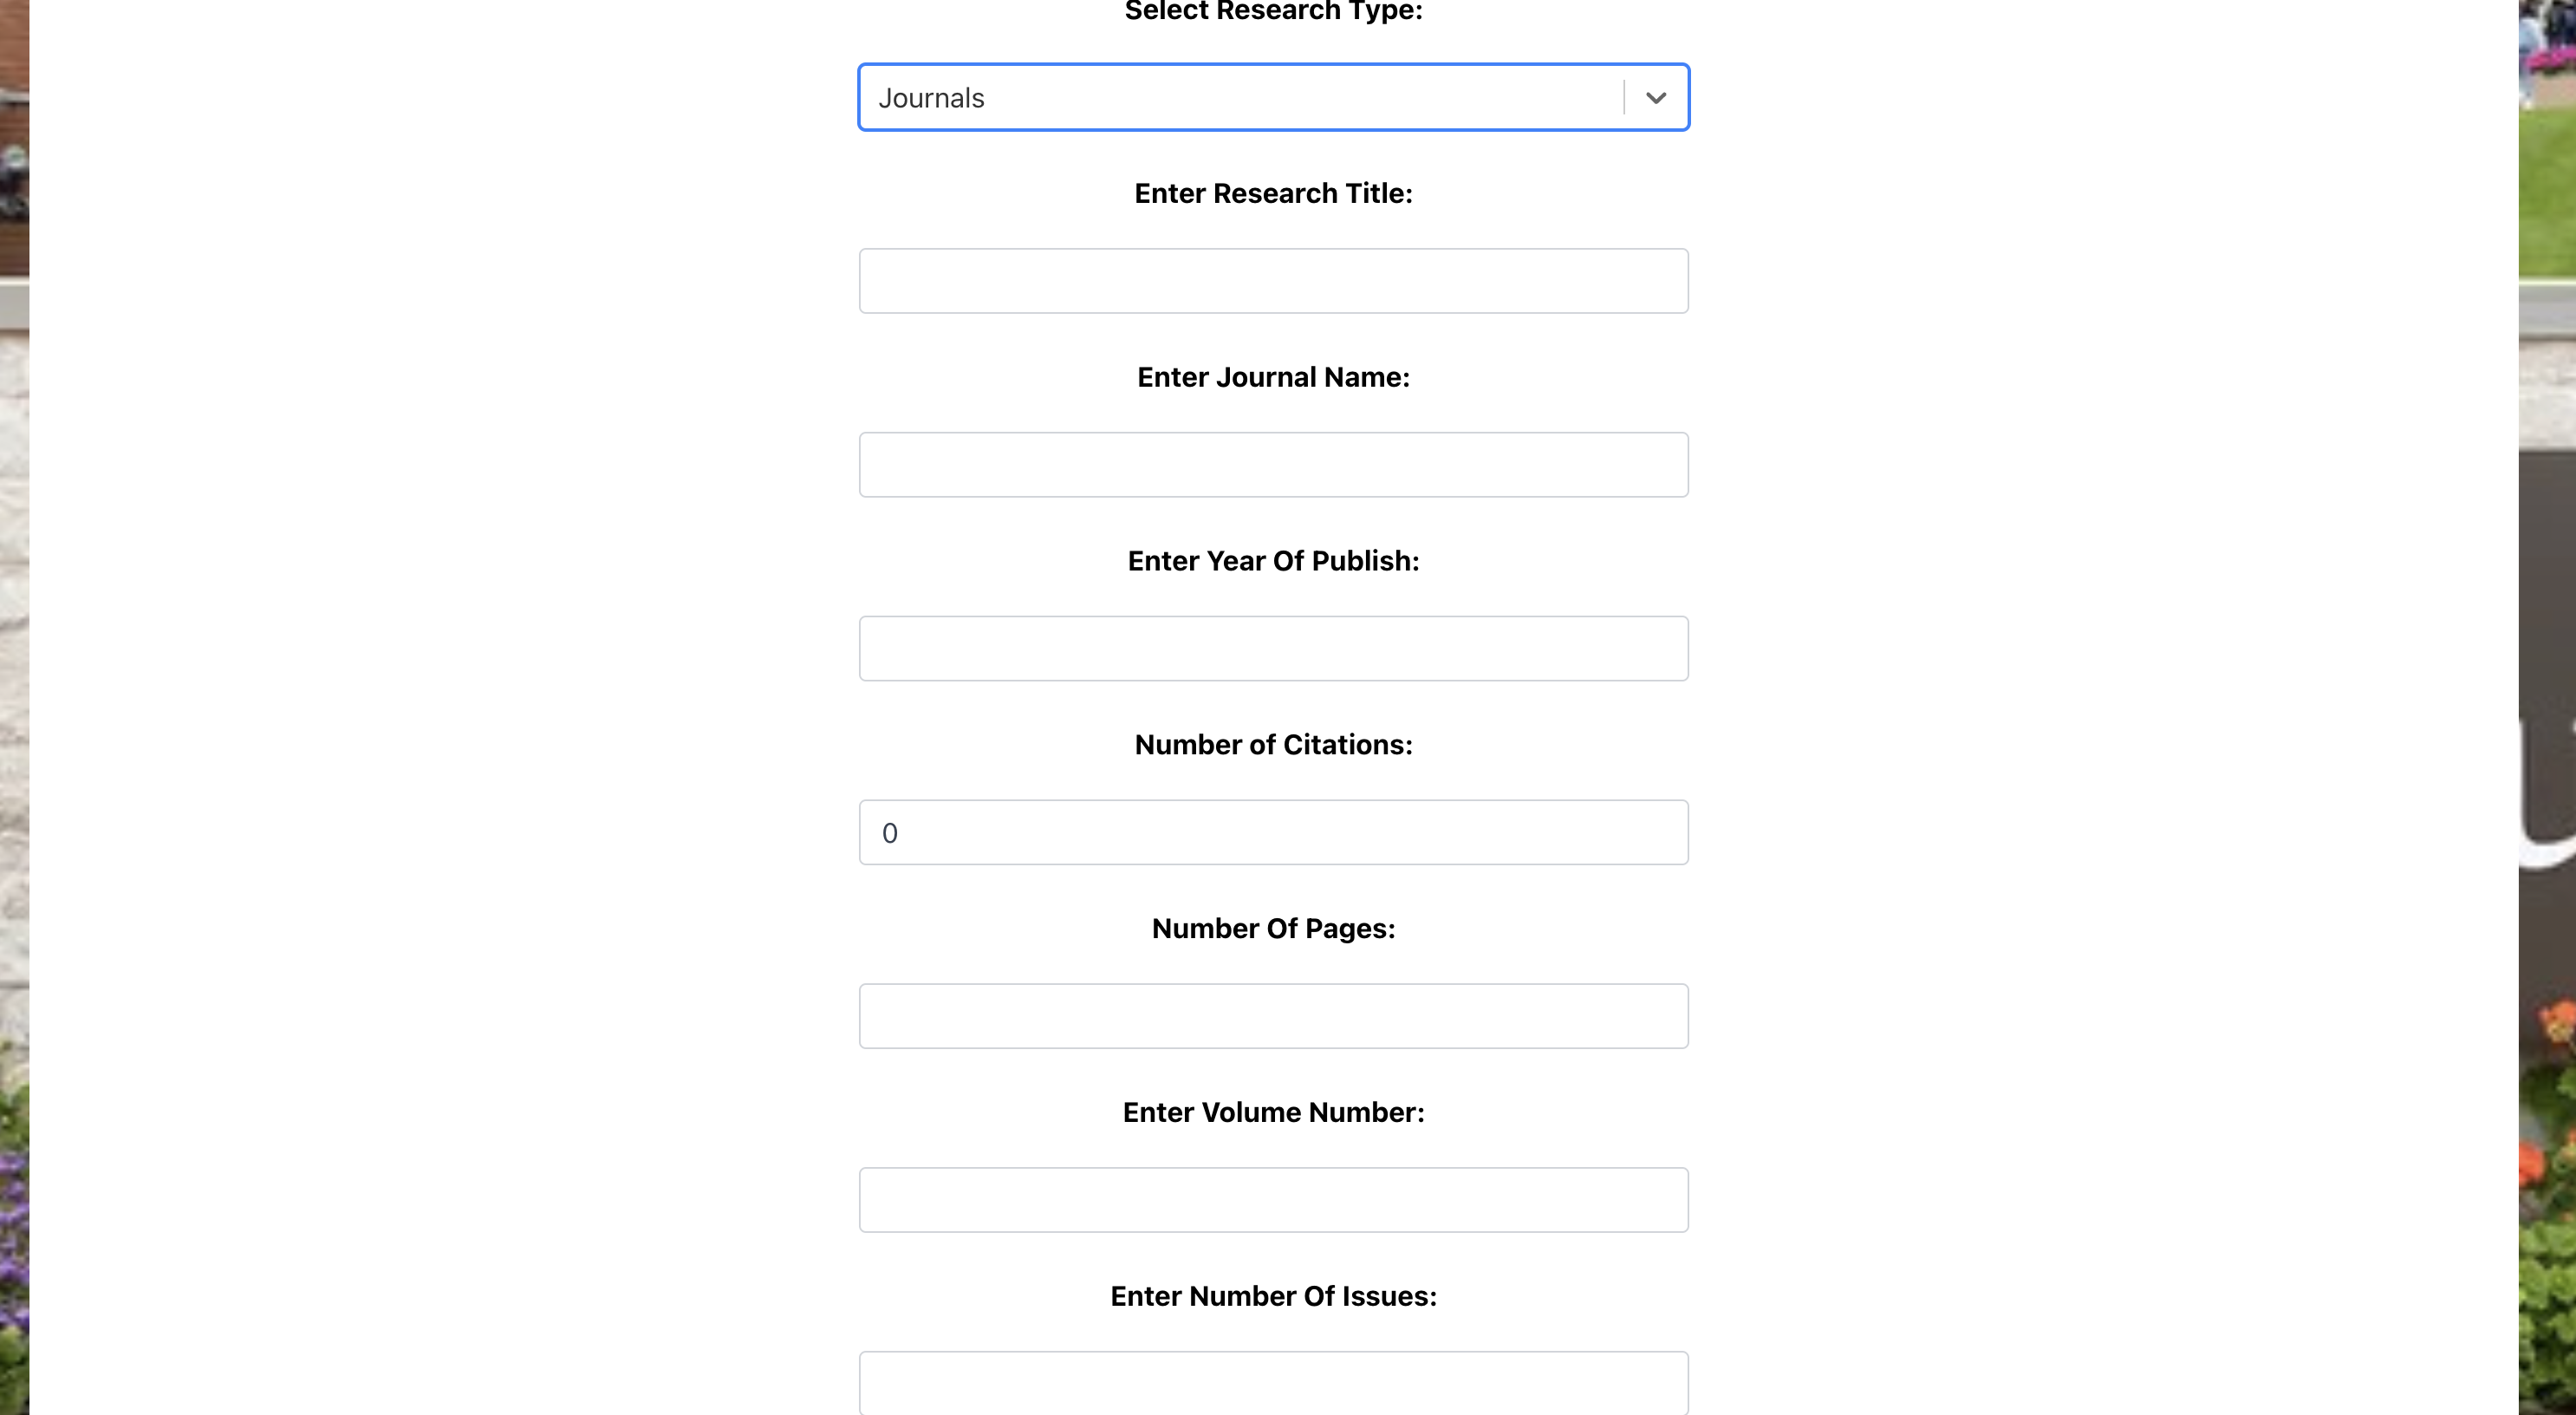 Select Research Type:
Journals
Enter Research Title:
Enter Journal Name:
Enter Year Of Publish:
Number of Citations:
0
Number Of Pages:
Enter Volume Number:
Enter Number Of Issues: